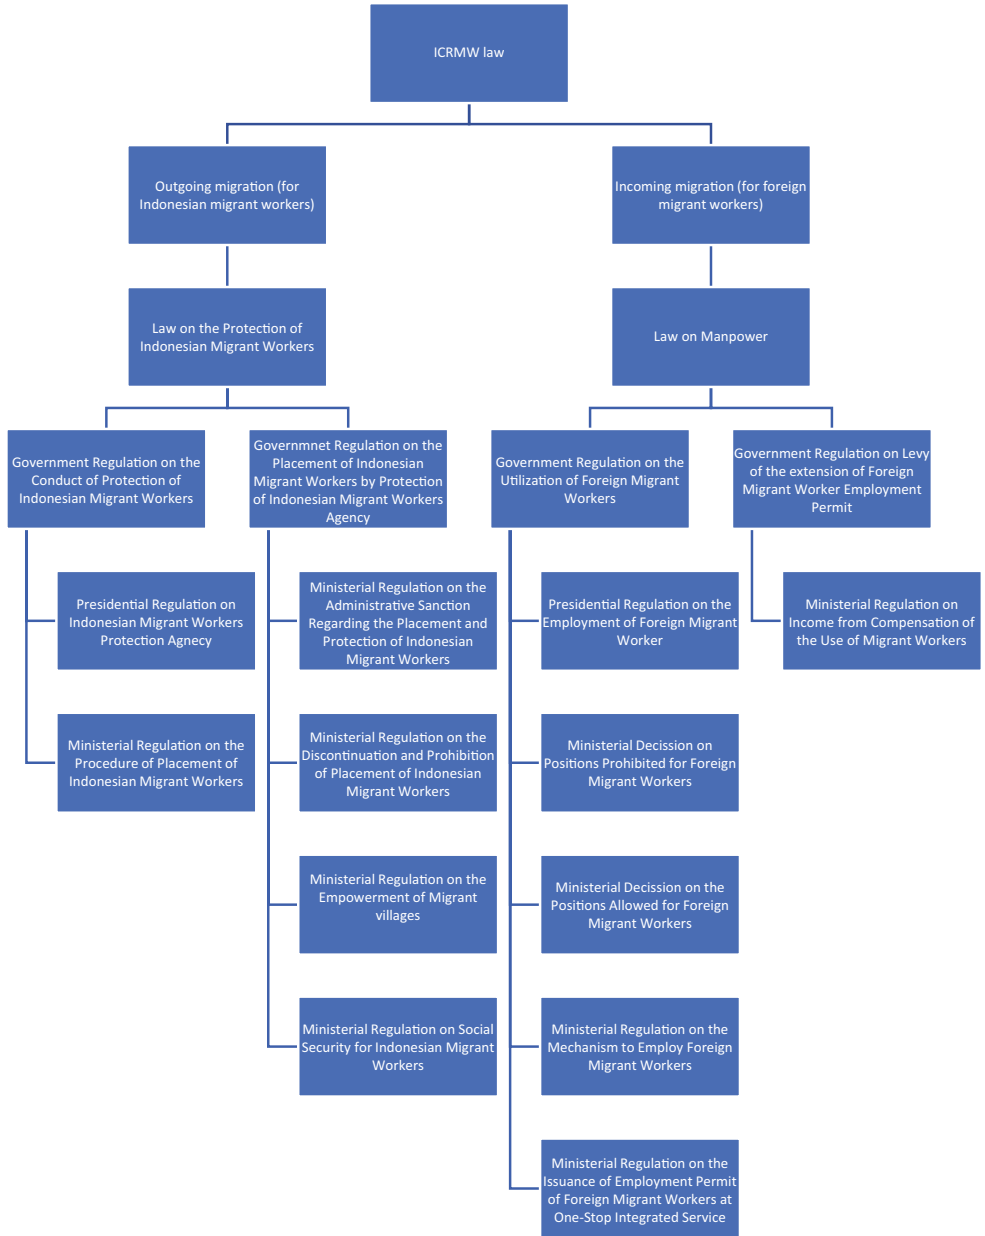 ICRMW law
Outgoing migration (for
Indonesian migrant workers)
Incoming migration (for foreign
migrant workers)
Law on the Protection of
Indonesian Migrant Workers
Law on Manpower
Government Regulation on the
Conduct of Protection of
Indonesian Migrant Workers
Governmnet Regulation on the
Placement of Indonesian
Migrant Workers by Protection
of Indonesian Migrant Workers
Agency
Government Regulation on the
Utilization of Foreign Migrant
Workers
Government Regulation on Levy
of the extension of Foreign
Migrant Worker Employment
Permit
Presidential Regulation on
Indonesian Migrant Workers
Protection Agnecy
Ministerial Regulation on the
Administrative Sanction
Regarding the Placement and
Protection of Indonesian
Migrant Workers
Presidential Regulation on the
Employment of Foreign Migrant
Worker
Ministerial Regulation on
Income from Compensation of
the Use of Migrant Workers
Ministerial Regulation on the
Procedure of Placement of
Indonesian Migrant Workers
Ministerial Regulation on the
Discontinuation and Prohibition
of Placement of Indonesian
Migrant Workers
Ministerial Decission on
Positions Prohibited for Foreign
Migrant Workers
Ministerial Regulation on the
Empowerment of Migrant
villages
Ministerial Decission on the
Positions Allowed for Foreign
Migrant Workers
Ministerial Regulation on Social
Security for Indonesian Migrant
Workers
Ministerial Regulation on the
Mechanism to Employ Foreign
Migrant Workers
Ministerial Regulation on the
Issuance of Employment Permit
of Foreign Migrant Workers at
One-Stop Integrated Service